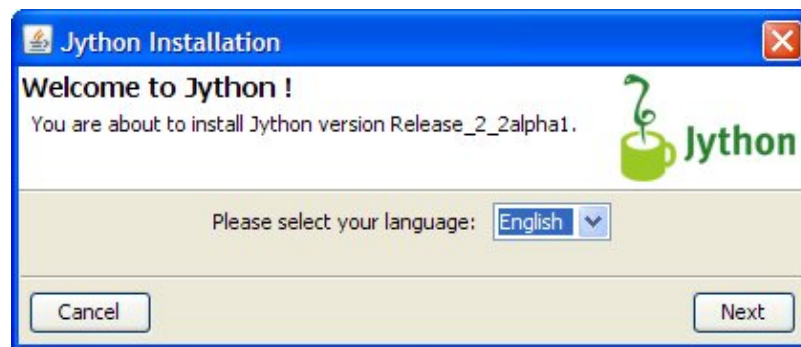 Jython Installation
Welcome to Jython !
You are about to install Jython version Release_2_2alpha1.
Jython
Please select your language: English
Cancel Next